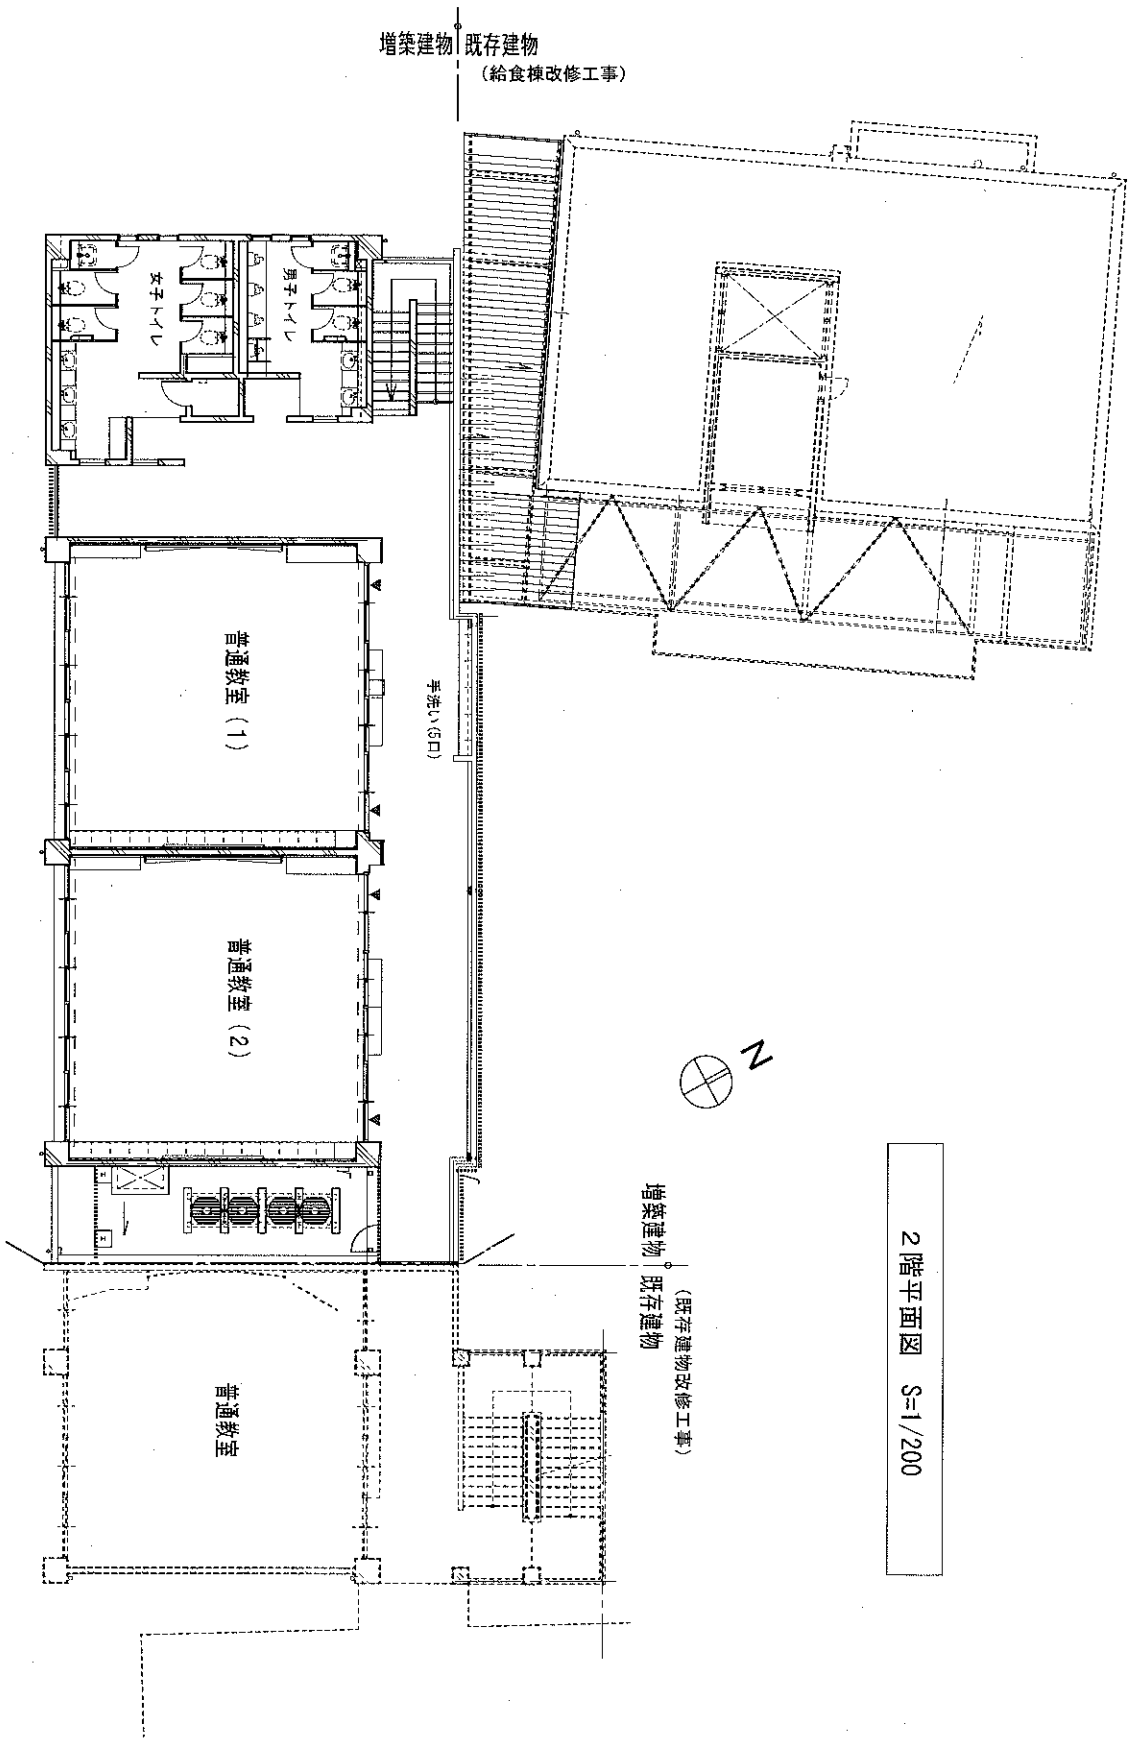 増築建物 既存建物
(給食棟改修工事)
女子トイレ
男子トイレ
普通教室 (1)
手洗い(5口)
普通教室 (2)
N
増築建物 既存建物
(既存建物改修工事)
普通教室
2階平面図 S=1/200